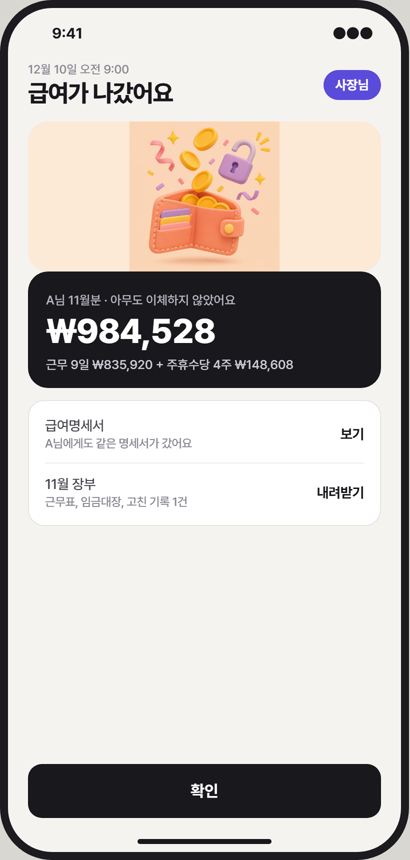 9:41
12월 10일 오전 9:00
급여가 나갔어요
사장님
A님 11월분 · 아무도 이체하지 않았어요
₩984,528
근무 9일 ₩835,920 + 주휴수당 4주 ₩148,608
급여명세서
A님에게도 같은 명세서가 갔어요
보기
11월 장부
근무표, 임금대장, 고친 기록 1건
내려받기
확인